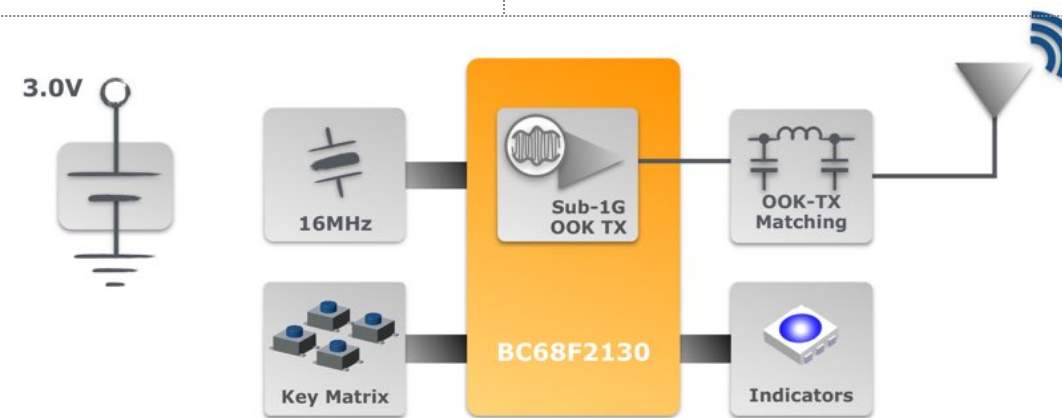 3.0V
16MHz
Sub-1G
OOK TX
OOK-TX
Matching
Key Matrix
BC68F2130
Indicators